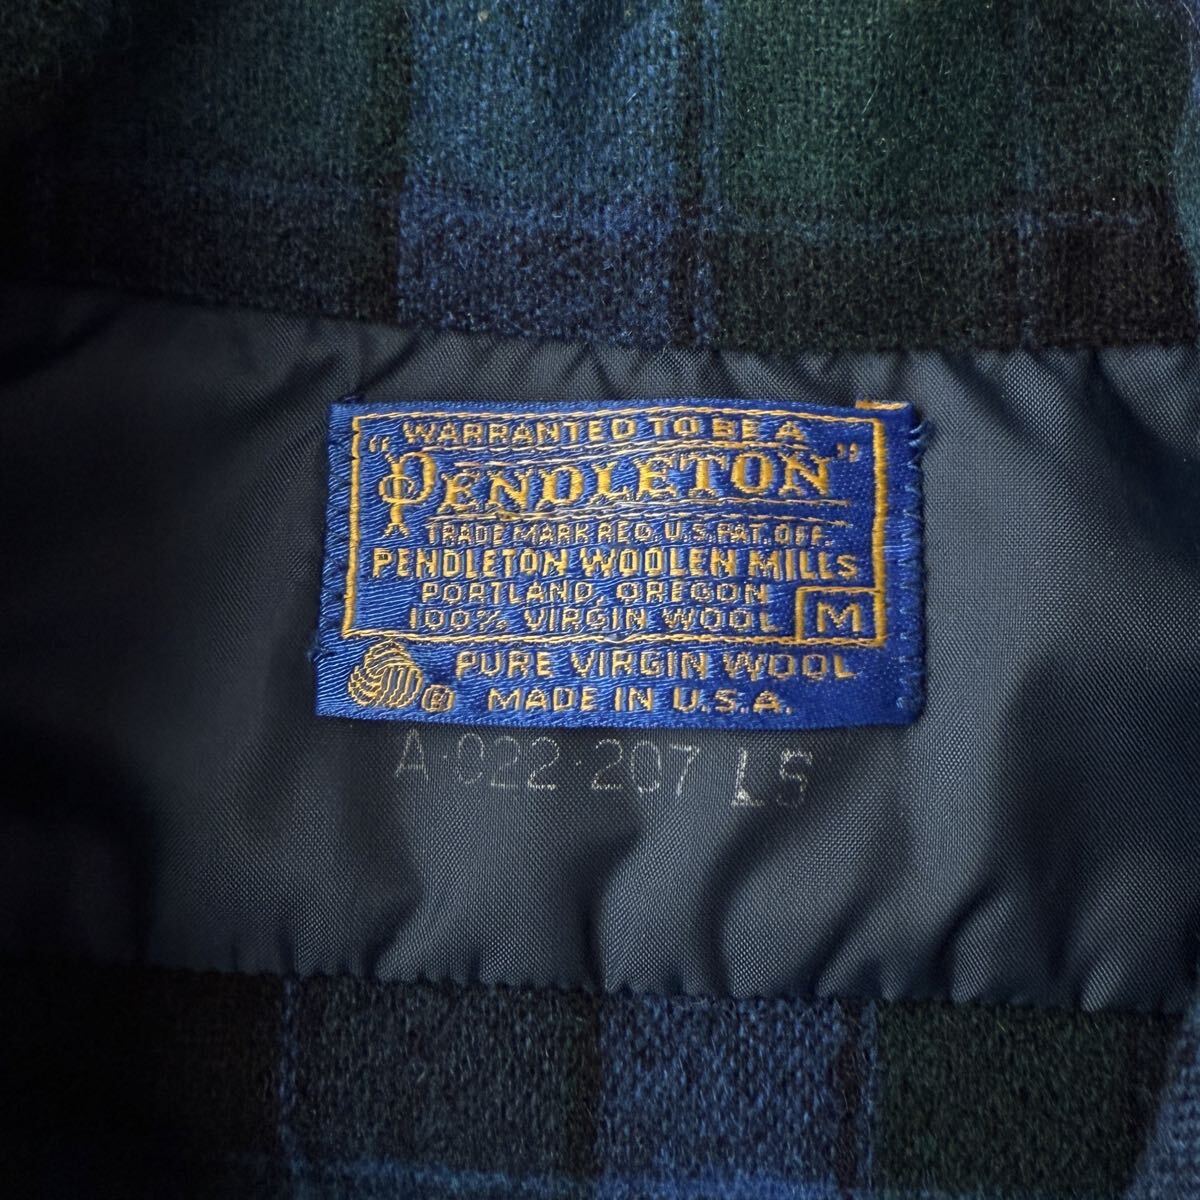 WARRANTED TO BE A
"PENDLETON"
TRADE MARK REG. U.S. PAT. OFF.
PENDLETON WOOLEN MILLS
PORTLAND, OREGON
100% VIRGIN WOOL M
PURE VIRGIN WOOL
® MADE IN U.S.A.
A-022-207 LS